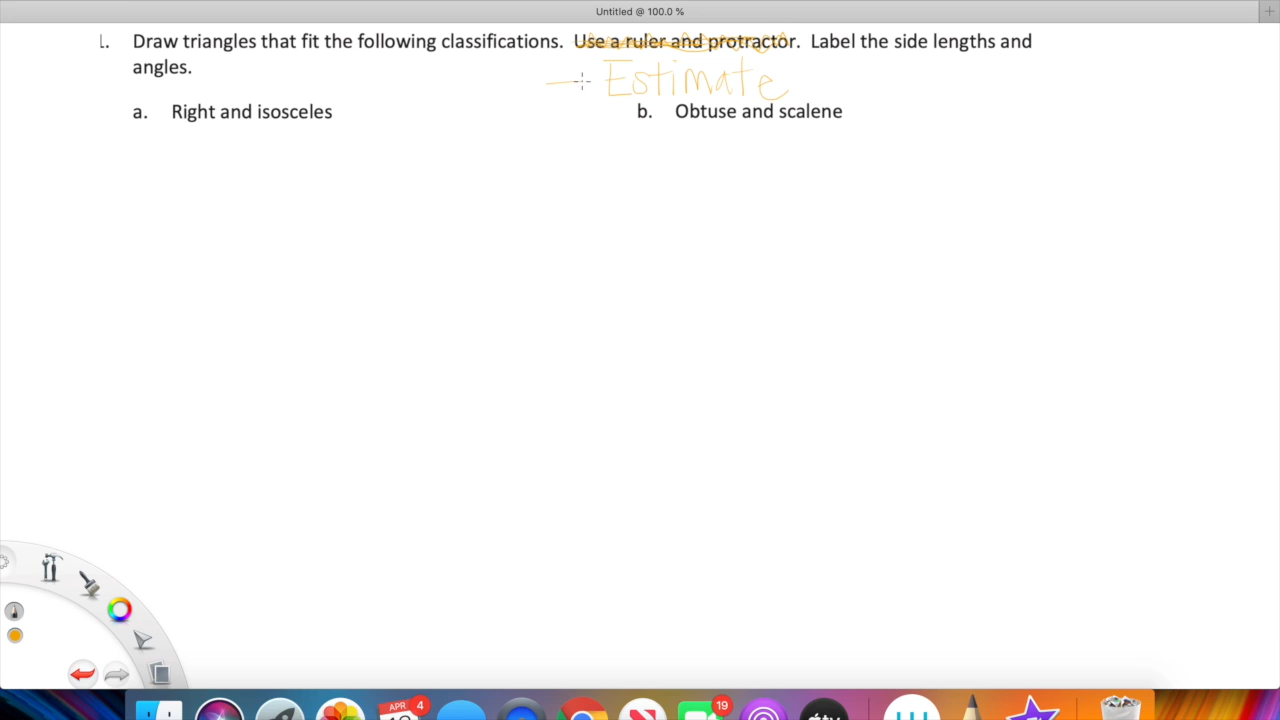 Untitled @ 100.0 %
1. Draw triangles that fit the following classifications. Use a ruler and protractor. Label the side lengths and
angles.
Estimate
a. Right and isosceles
b. Obtuse and scalene
APR 4
19